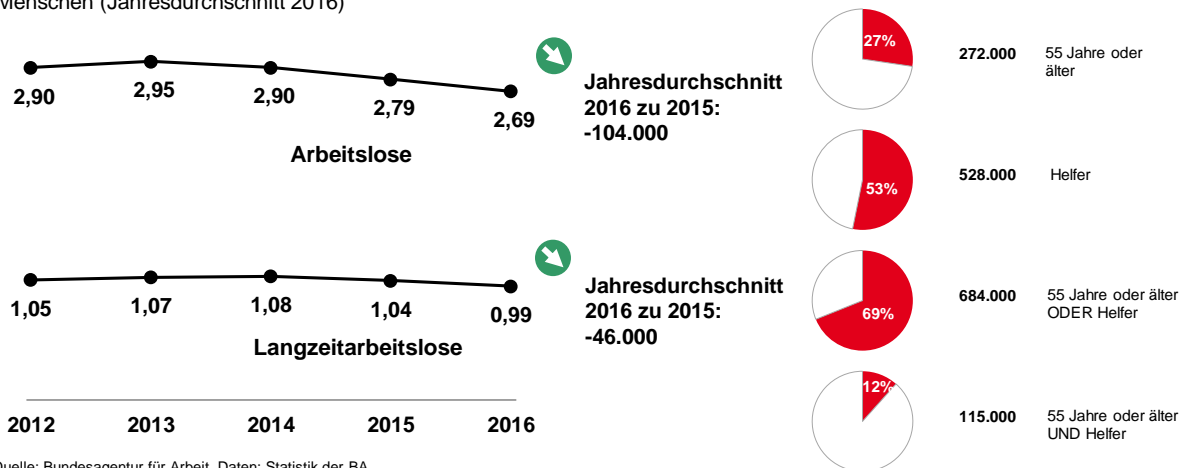 Menschen (Jahresdurchschnitt 2016)
2,90
2,95
2,90
2,79
2,69
Arbeitslose
Jahresdurchschnitt
2016 zu 2015:
-104.000
1,05
1,07
1,08
1,04
0,99
Langzeitarbeitslose
Jahresdurchschnitt
2016 zu 2015:
-46.000
2012 2013 2014 2015 2016
27%
272.000
55 Jahre oder
älter
53%
528.000
Helfer
69%
684.000
55 Jahre oder älter
ODER Helfer
12%
115.000
55 Jahre oder älter
UND Helfer
Quelle: Bundesagentur für Arbeit, Daten: Statistik der BA